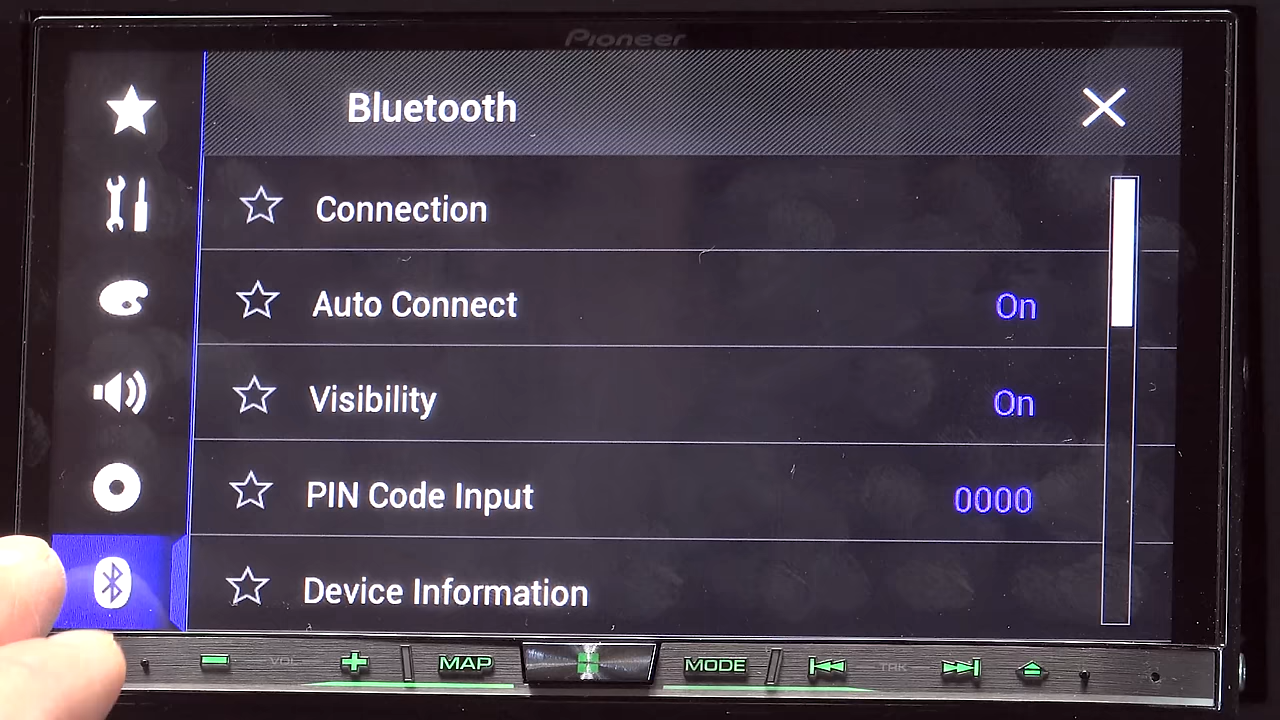 Pioneer
Bluetooth
Connection
Auto Connect On
Visibility On
PIN Code Input 0000
Device Information
VOL MAP MODE TRK